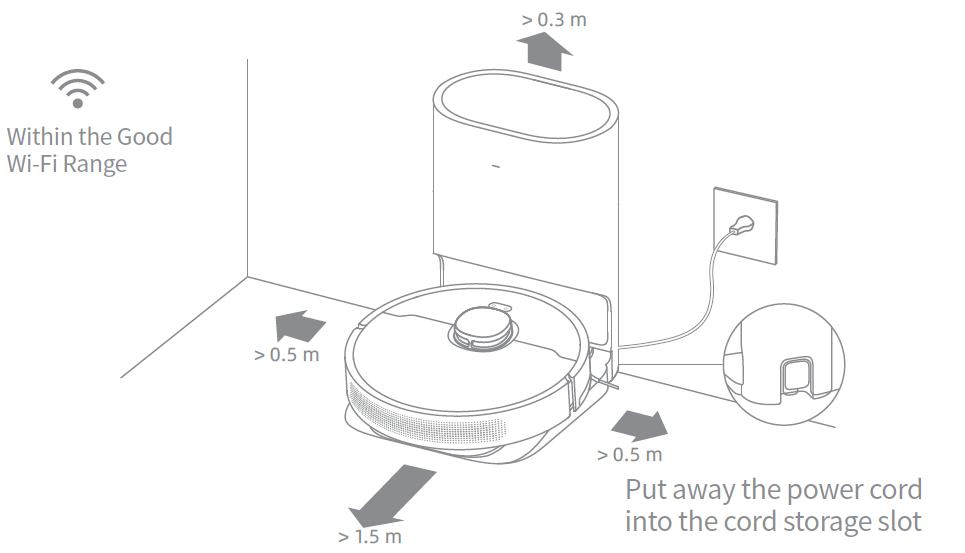 > 0.3 m
Within the Good
Wi-Fi Range
> 0.5 m
> 0.5 m
Put away the power cord
into the cord storage slot
> 1.5 m